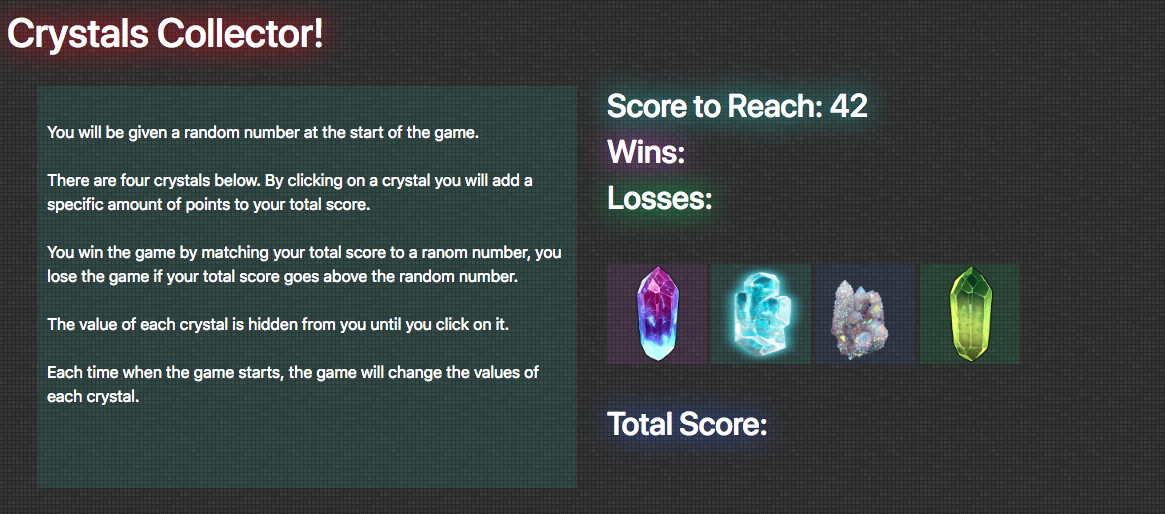 Crystals Collector!
You will be given a random number at the start of the game.
There are four crystals below. By clicking on a crystal you will add a
specific amount of points to your total score.
You win the game by matching your total score to a ranom number, you
lose the game if your total score goes above the random number.
The value of each crystal is hidden from you until you click on it.
Each time when the game starts, the game will change the values of
each crystal.
Score to Reach: 42
Wins:
Losses:
Total Score: